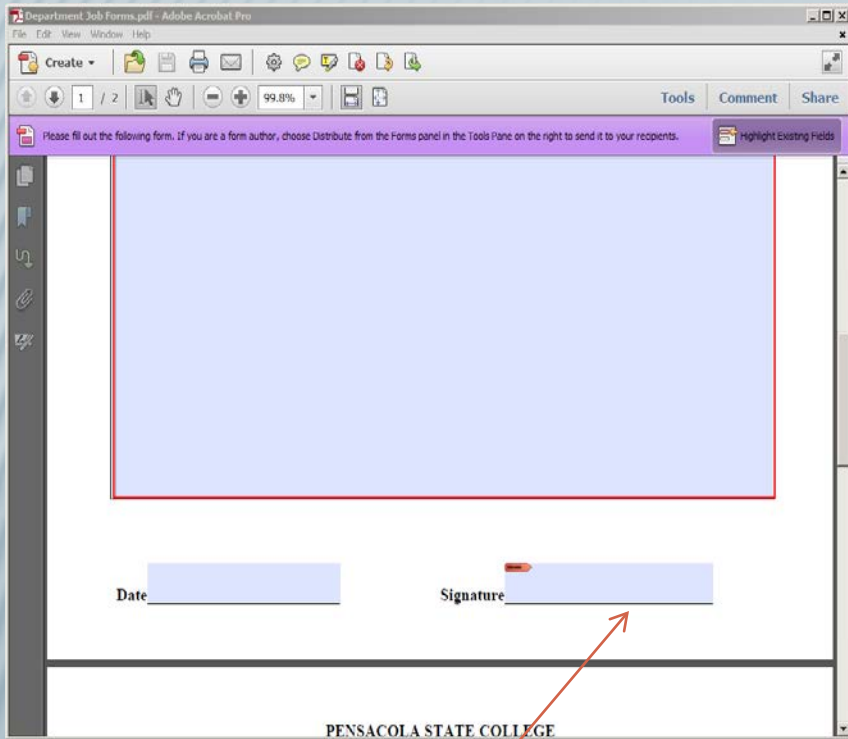 Department Job Forms.pdf - Adobe Acrobat Pro
File Edit View Window Help
Create
1 / 2 99.8% Tools Comment Share
Please fill out the following form. If you are a form author, choose Distribute from the Forms panel in the Tools Pane on the right to send it to your recipients. Highlight Existing Fields
Date Signature
PENSACOLA STATE COLLEGE